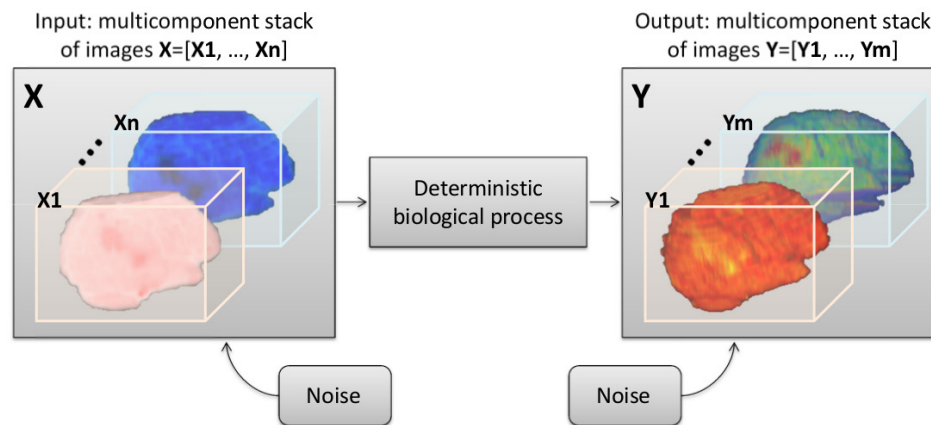 Input: multicomponent stack
of images X=[X1, ..., Xn]
Output: multicomponent stack
of images Y=[Y1, ..., Ym]
X
Xn
X1
Deterministic
biological process
Y
Ym
Y1
Noise
Noise